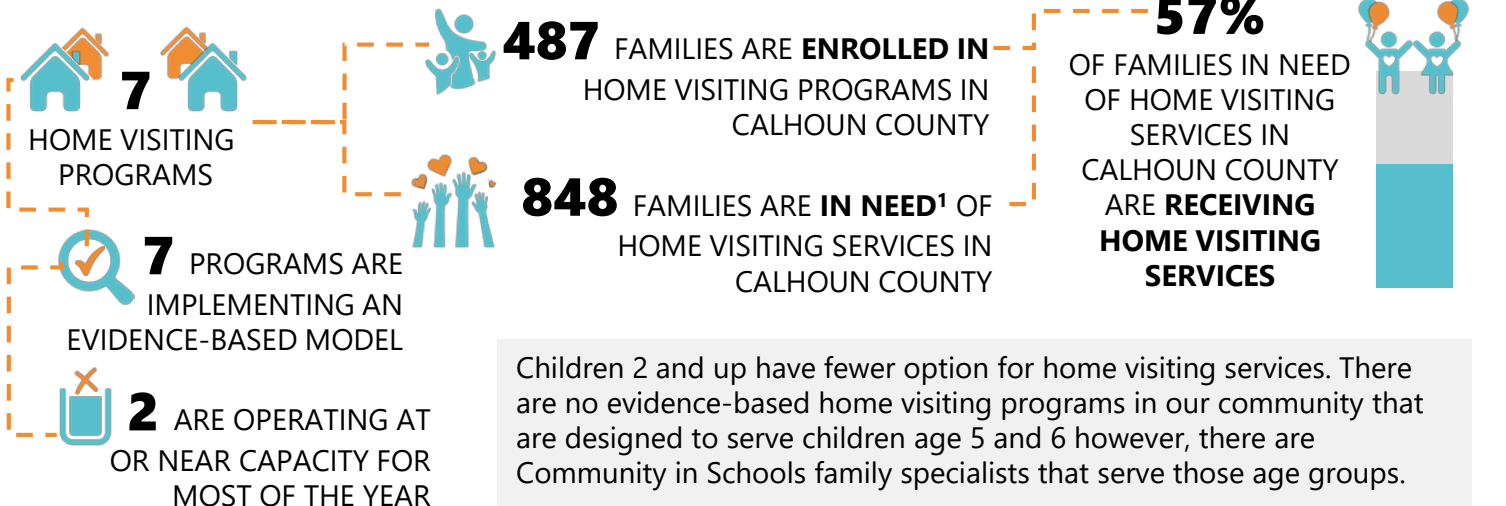 7
HOME VISITING
PROGRAMS
7 PROGRAMS ARE
IMPLEMENTING AN
EVIDENCE-BASED MODEL
2 ARE OPERATING AT
OR NEAR CAPACITY FOR
MOST OF THE YEAR
487 FAMILIES ARE ENROLLED IN
HOME VISITING PROGRAMS IN
CALHOUN COUNTY
848 FAMILIES ARE IN NEED¹ OF
HOME VISITING SERVICES IN
CALHOUN COUNTY
57%
OF FAMILIES IN NEED
OF HOME VISITING
SERVICES IN
CALHOUN COUNTY
ARE RECEIVING
HOME VISITING
SERVICES
Children 2 and up have fewer option for home visiting services. There
are no evidence-based home visiting programs in our community that
are designed to serve children age 5 and 6 however, there are
Community in Schools family specialists that serve those age groups.